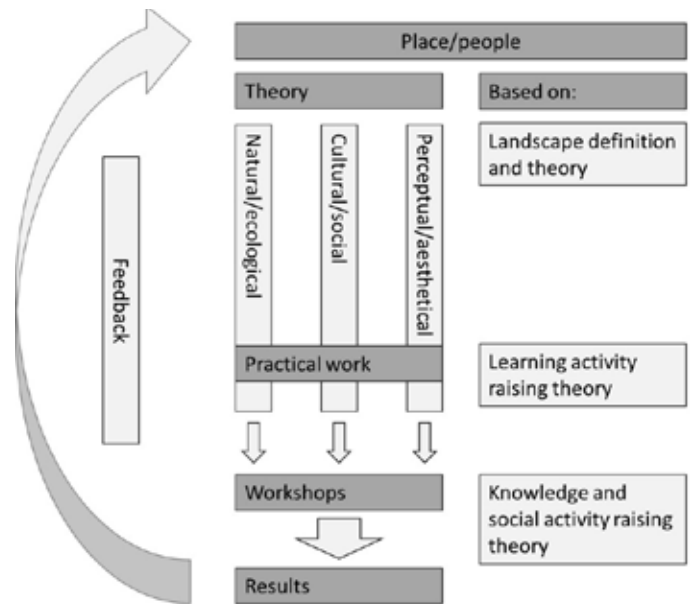 Place/people
Theory
Based on:
Natural/ecological
Cultural/social
Perceptual/aesthetical
Landscape definition
and theory
Feedback
Practical work
Learning activity
raising theory
Workshops
Knowledge and
social activity raising
theory
Results